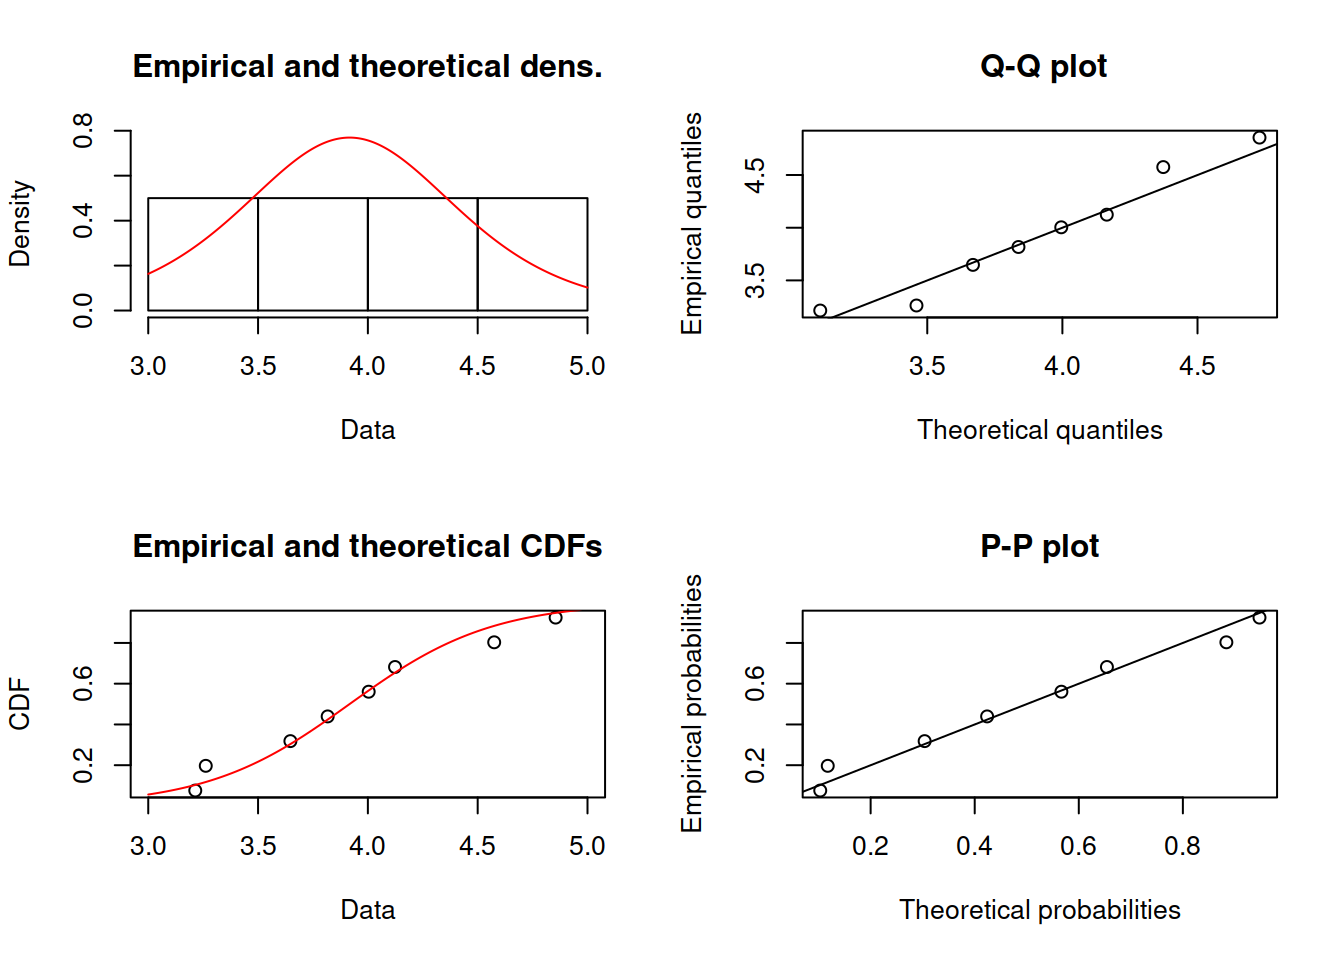 Empirical and theoretical dens.
Density
0.0 0.4 0.8
3.0 3.5 4.0 4.5 5.0
Data
Q-Q plot
Empirical quantiles
3.5 4.5
3.5 4.0 4.5
Theoretical quantiles
Empirical and theoretical CDFs
CDF
0.2 0.6
3.0 3.5 4.0 4.5 5.0
Data
P-P plot
Empirical probabilities
0.2 0.6
0.2 0.4 0.6 0.8
Theoretical probabilities